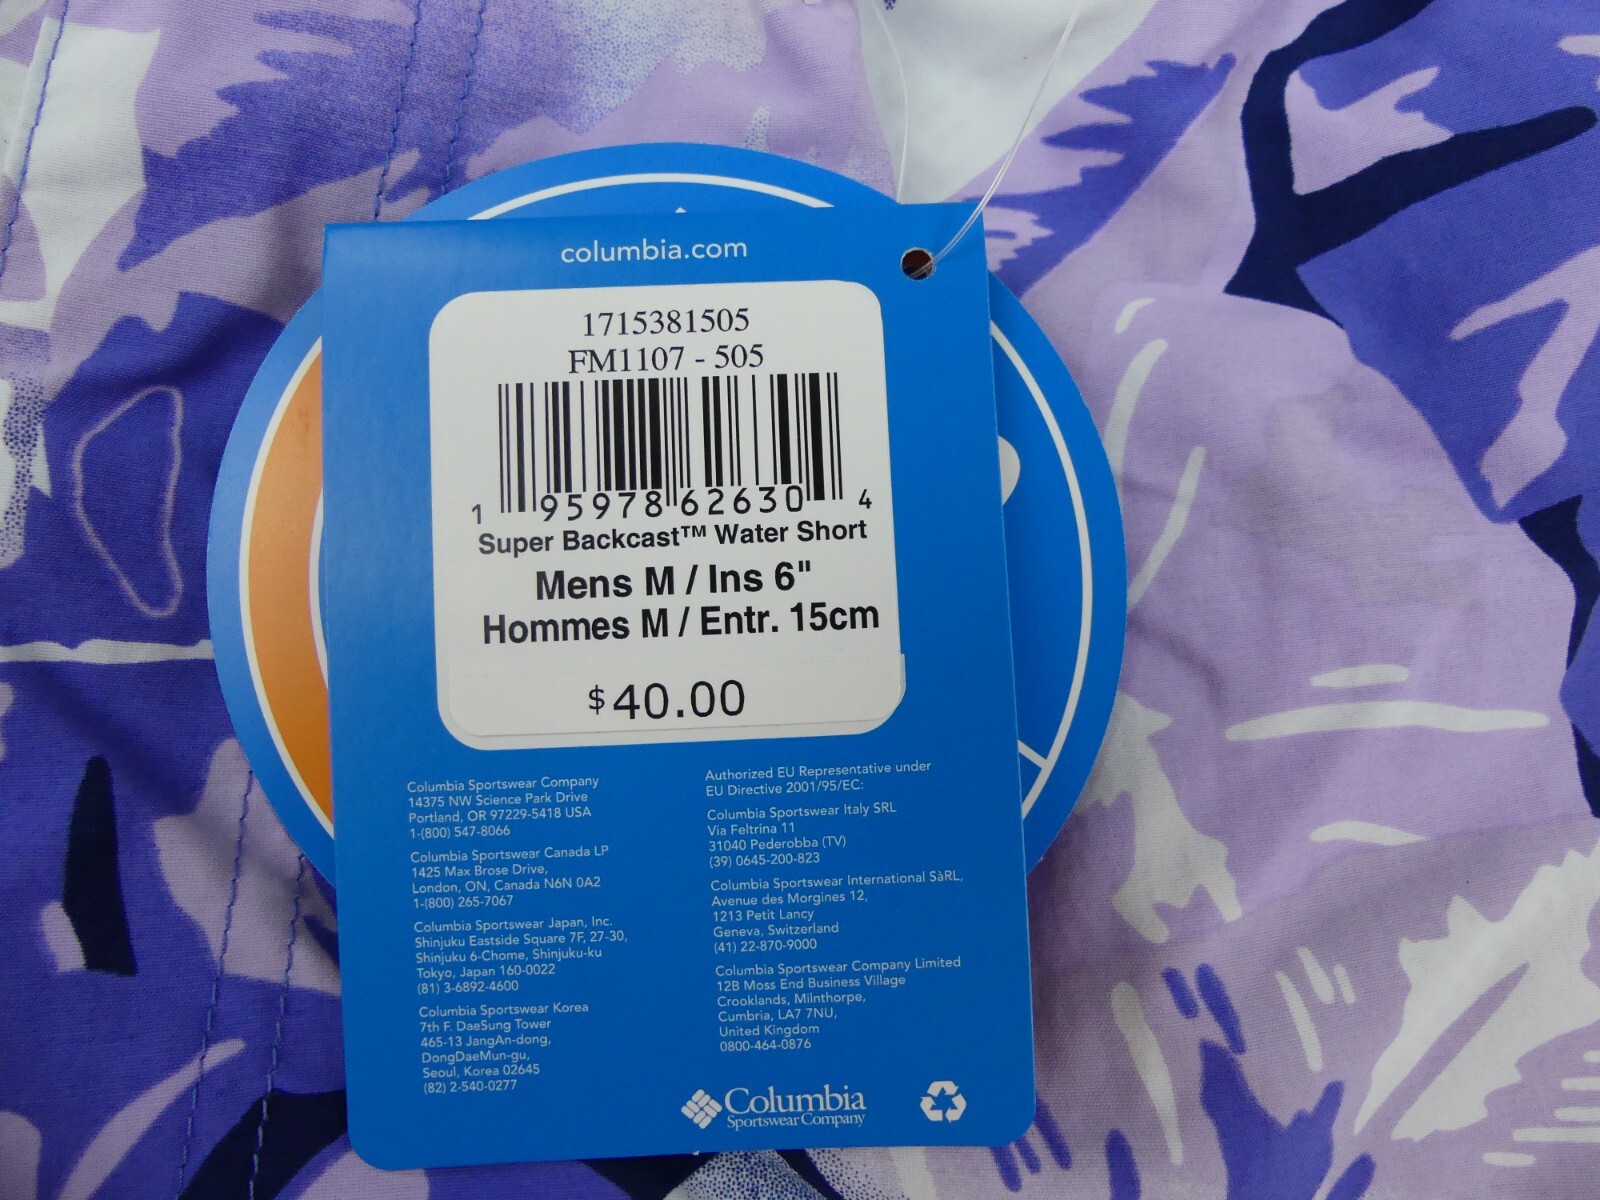 columbia.com
1715381505
FM1107 - 505
1 95978 62630 4
Super Backcast™ Water Short
Mens M / Ins 6"
Hommes M / Entr. 15cm
$40.00
Columbia Sportswear Company
14375 NW Science Park Drive
Portland, OR 97229-5418 USA
1-(800) 547-8066
Columbia Sportswear Canada LP
1425 Max Brose Drive,
London, ON, Canada N6N 0A2
1-(800) 265-7067
Columbia Sportswear Japan, Inc.
Shinjuku Eastside Square 7F, 27-30,
Shinjuku 6-Chome, Shinjuku-ku
Tokyo, Japan 160-0022
(81) 3-6892-4600
Columbia Sportswear Korea
7th F. DaeSung Tower
465-13 JangAn-dong,
DongDaeMun-gu,
Seoul, Korea 02645
(82) 2-540-0277
Authorized EU Representative under
EU Directive 2001/95/EC:
Columbia Sportswear Italy SRL
Via Feltrina 11
31040 Pederobba (TV)
(39) 0645-200-823
Columbia Sportswear International SàRL,
Avenue des Morgines 12,
1213 Petit Lancy
Geneva, Switzerland
(41) 22-870-9000
Columbia Sportswear Company Limited
12B Moss End Business Village
Crooklands, Milnthorpe,
Cumbria, LA7 7NU,
United Kingdom
0800-464-0876
Columbia
Sportswear Company